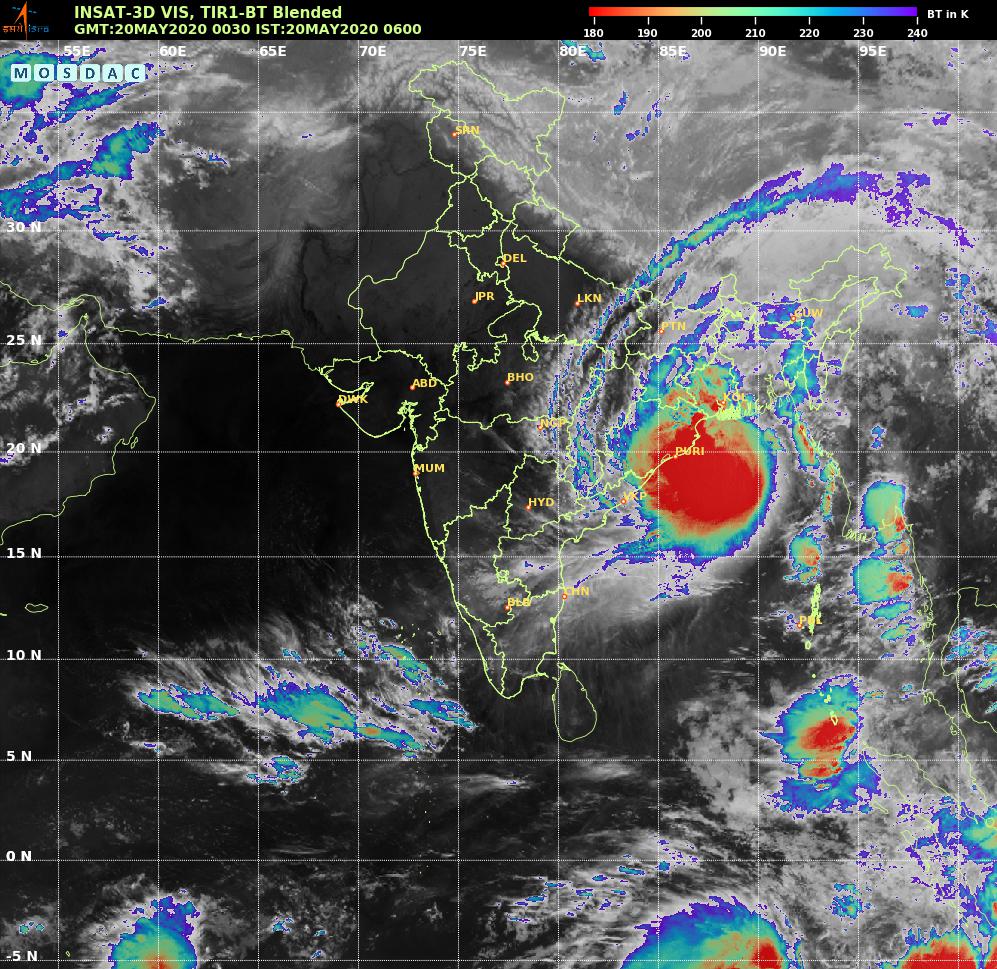 INSAT-3D VIS, TIR1-BT Blended
GMT:20MAY2020 0030 IST:20MAY2020 0600
BT in K
180 190 200 210 220 230 240
55E 60E 65E 70E 75E 80E 85E 90E 95E
MOSDAC
SRN
30 N
DEL
JPR
LKN
GUW
PTN
25 N
BHO
ABD
DWK
KOL
NGP
20 N
PURI
MUM
VKP
HYD
15 N
CHN
BLB
PBL
10 N
5 N
0 N
-5 N